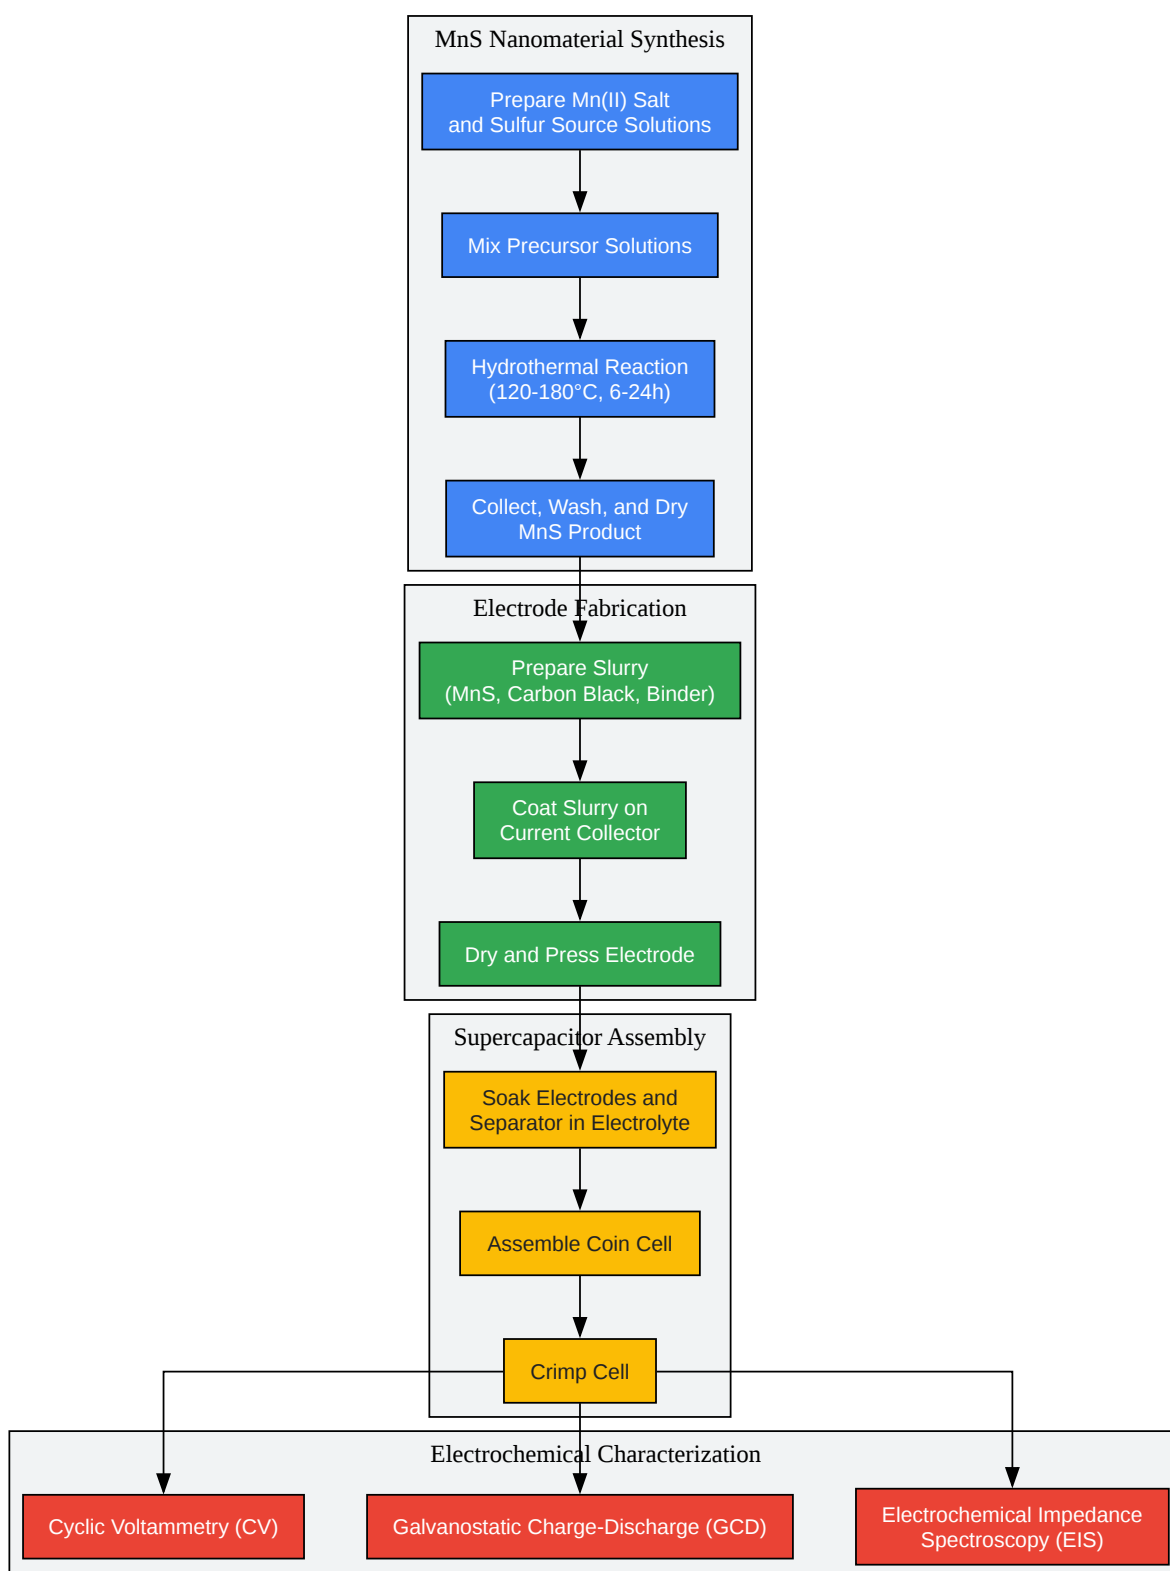 MnS Nanomaterial Synthesis
Prepare Mn(II) Salt
and Sulfur Source Solutions
Mix Precursor Solutions
Hydrothermal Reaction
(120-180°C, 6-24h)
Collect, Wash, and Dry
MnS Product
Electrode Fabrication
Prepare Slurry
(MnS, Carbon Black, Binder)
Coat Slurry on
Current Collector
Dry and Press Electrode
Supercapacitor Assembly
Soak Electrodes and
Separator in Electrolyte
Assemble Coin Cell
Crimp Cell
Electrochemical Characterization
Cyclic Voltammetry (CV)
Galvanostatic Charge-Discharge (GCD)
Electrochemical Impedance
Spectroscopy (EIS)